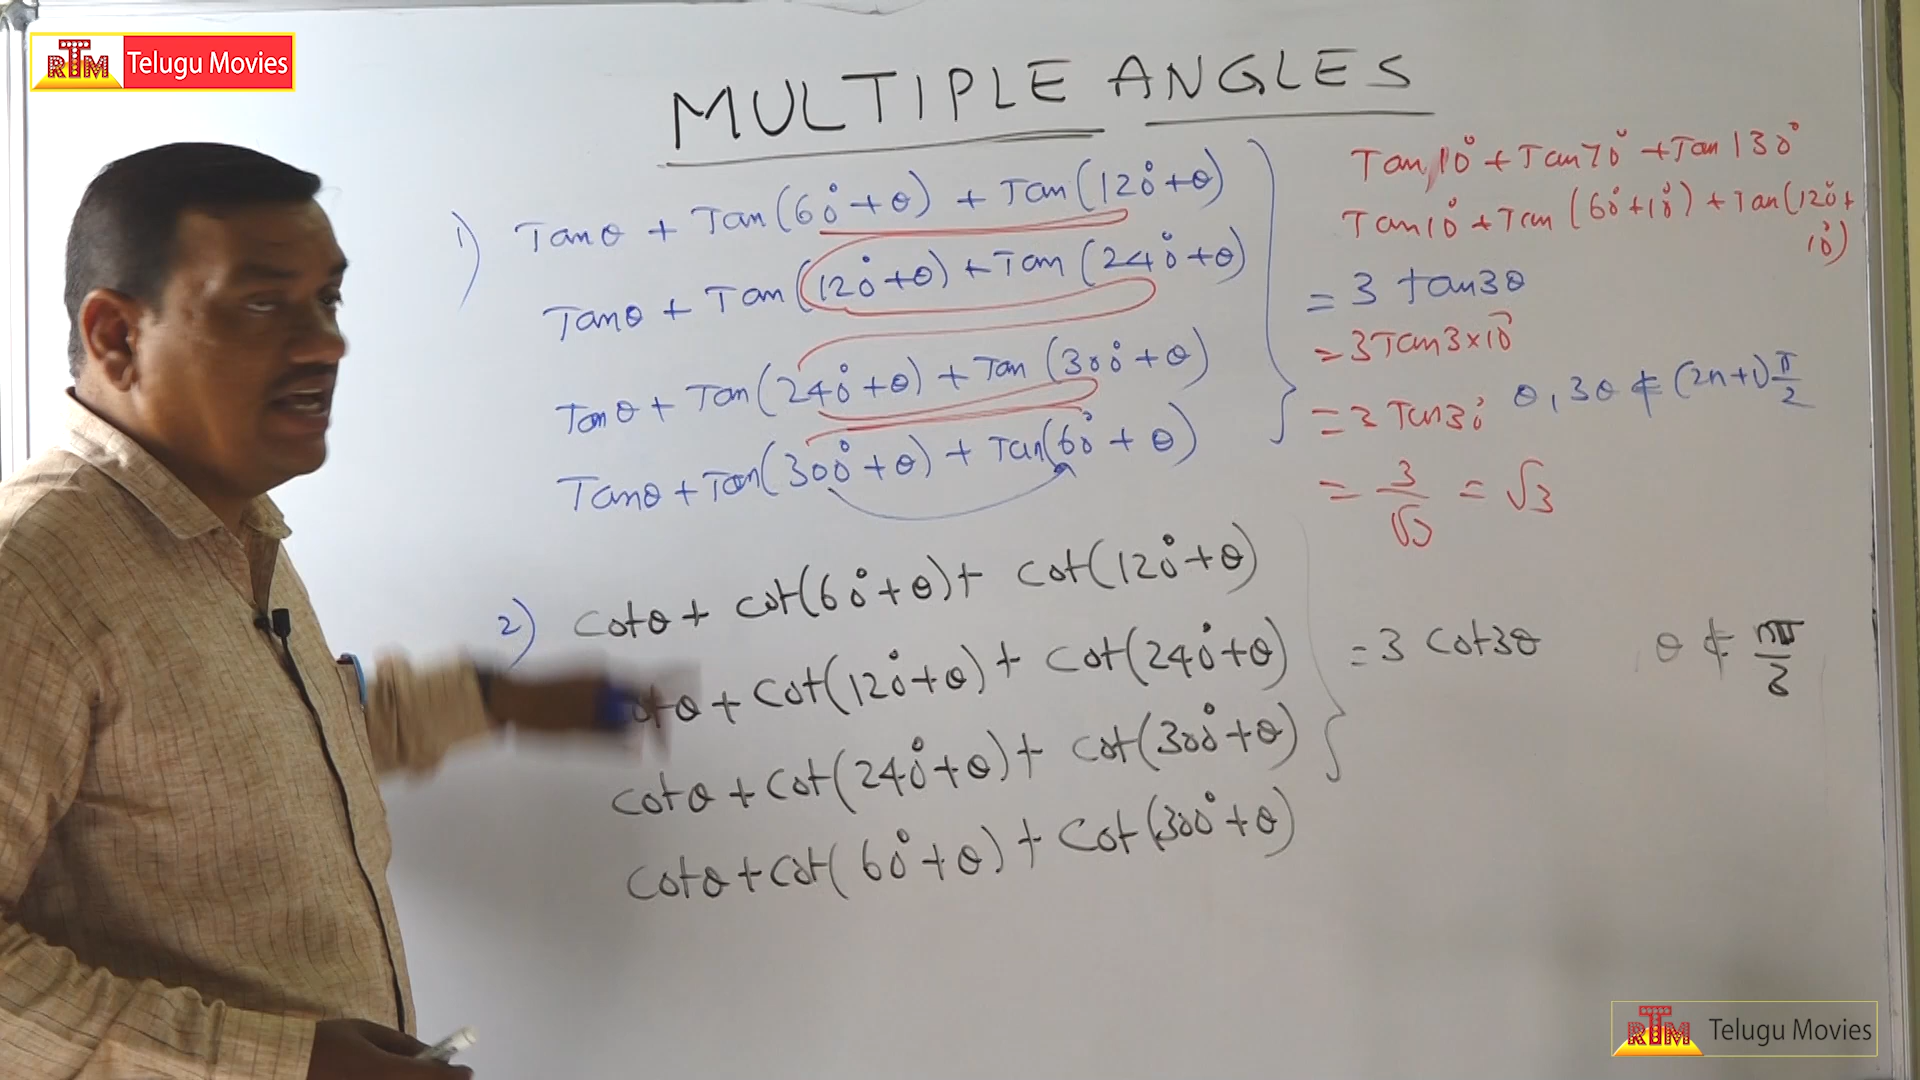 RTM Telugu Movies
MULTIPLE ANGLES
1) Tanθ + Tan(60°+θ) + Tan(120°+θ)
Tanθ + Tan(120°+θ) + Tan(240°+θ)
Tanθ + Tan(240°+θ) + Tan(300°+θ)
Tanθ + Tan(300°+θ) + Tan(60°+θ)
Tan10° + Tan70° + Tan130°
Tan10° + Tan(60°+10°) + Tan(120°+
10°)
= 3 tan3θ
= 3Tan3×10°
= 3 Tan30° θ, 3θ ∉ (2n+1)π/2
= 3/√3 = √3
2) cotθ + cot(60°+θ) + cot(120°+θ)
cotθ + cot(120°+θ) + cot(240°+θ)
= 3 cot3θ θ ∉ nπ/3
cotθ + cot(240°+θ) + cot(300°+θ)
cotθ + cot(60°+θ) + cot(300°+θ)
RTM Telugu Movies